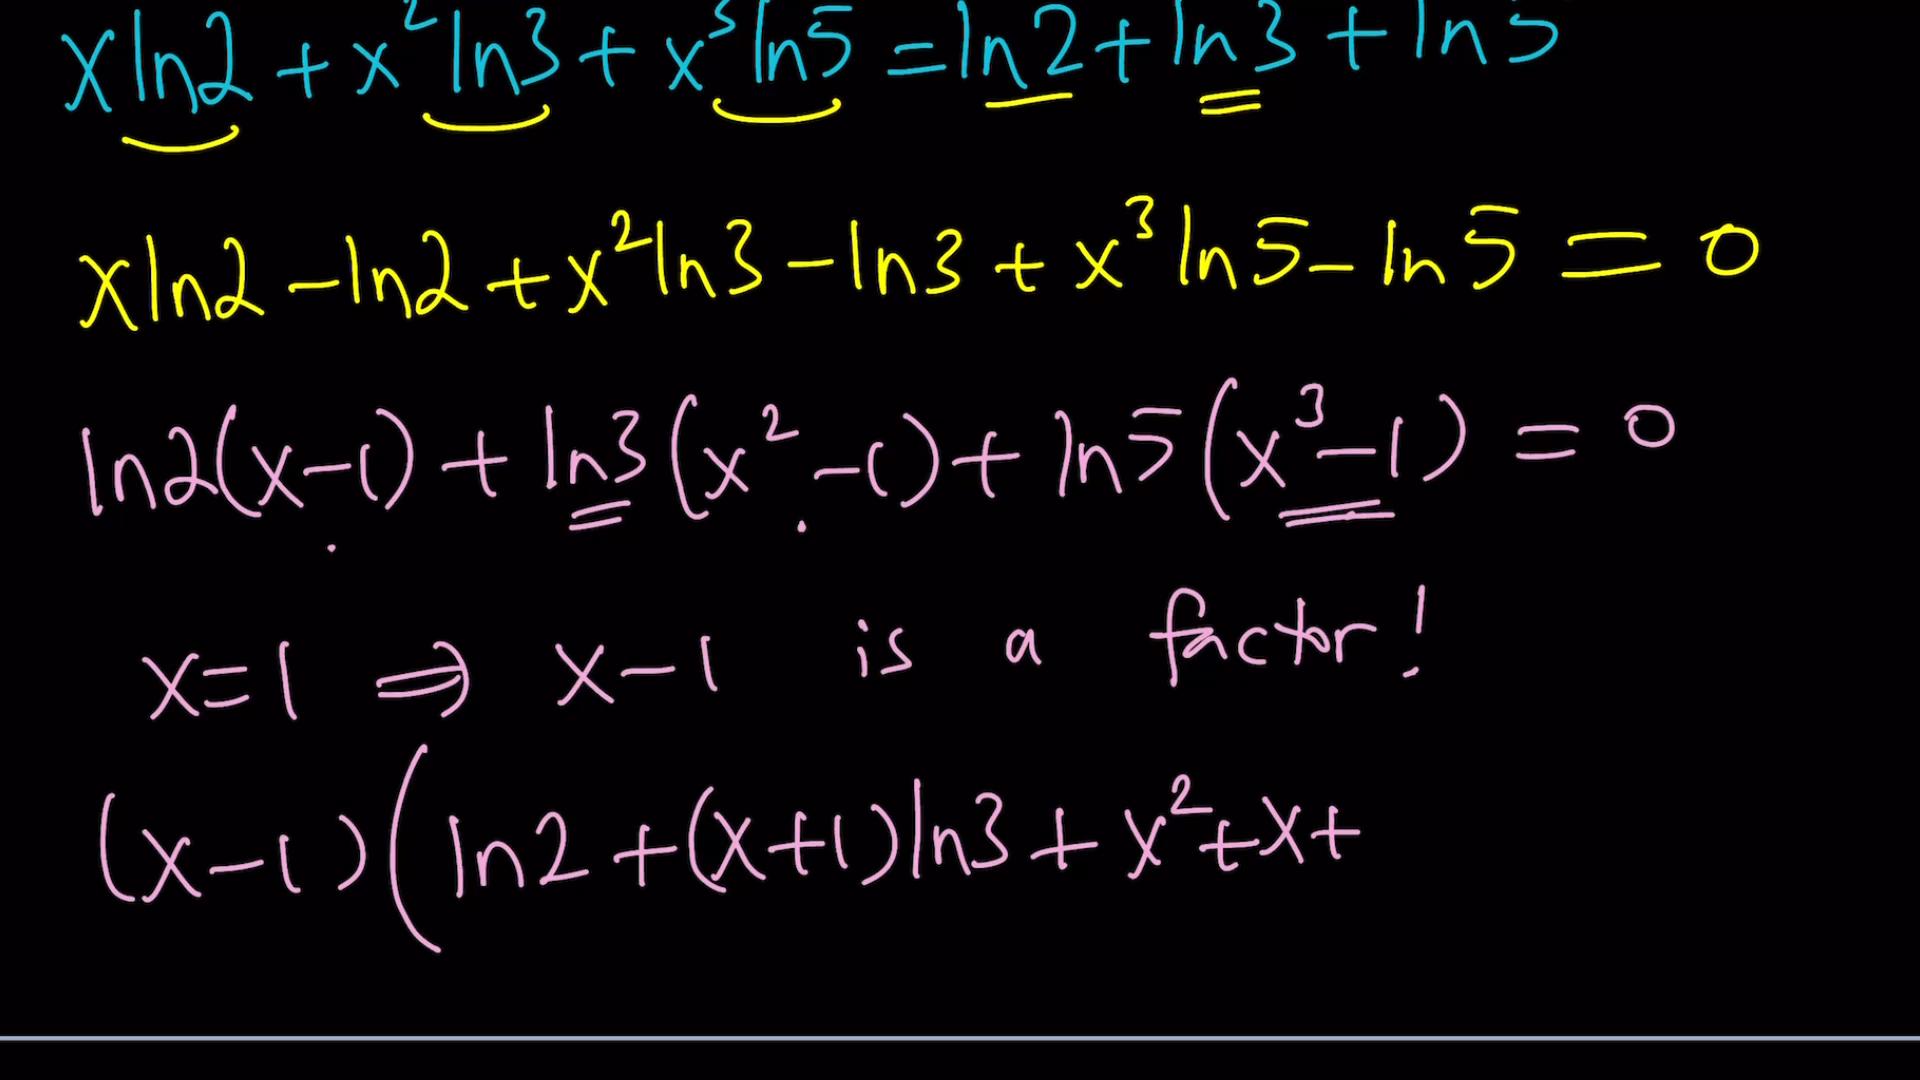 xln2 + x²ln3 + x³ln5 = ln2 + ln3 + ln5
xln2 - ln2 + x²ln3 - ln3 + x³ln5 - ln5 = 0
ln2(x-1) + ln3(x²-1) + ln5(x³-1) = 0
x=1 ⇒ x-1 is a factor!
(x-1)(ln2 + (x+1)ln3 + x²+x+